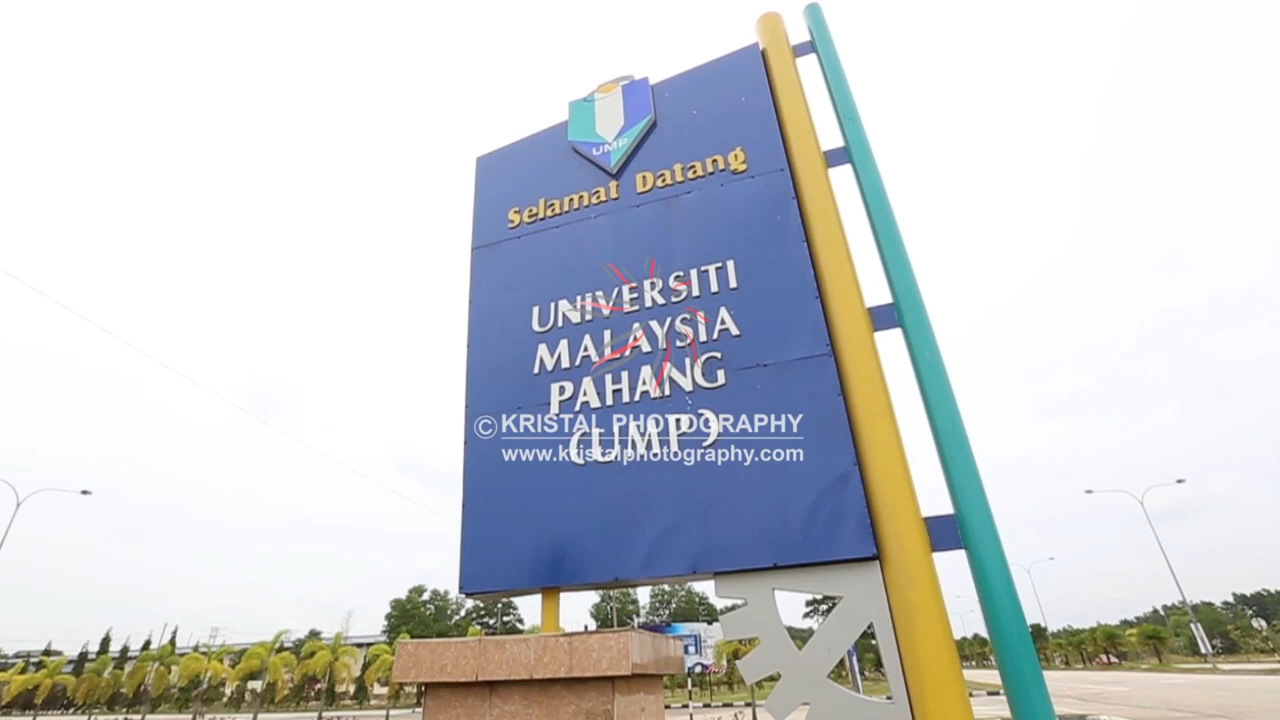 UMP
Selamat Datang
UNIVERSITI
MALAYSIA
PAHANG
(UMP)
© KRISTAL PHOTOGRAPHY
www.kristalphotography.com